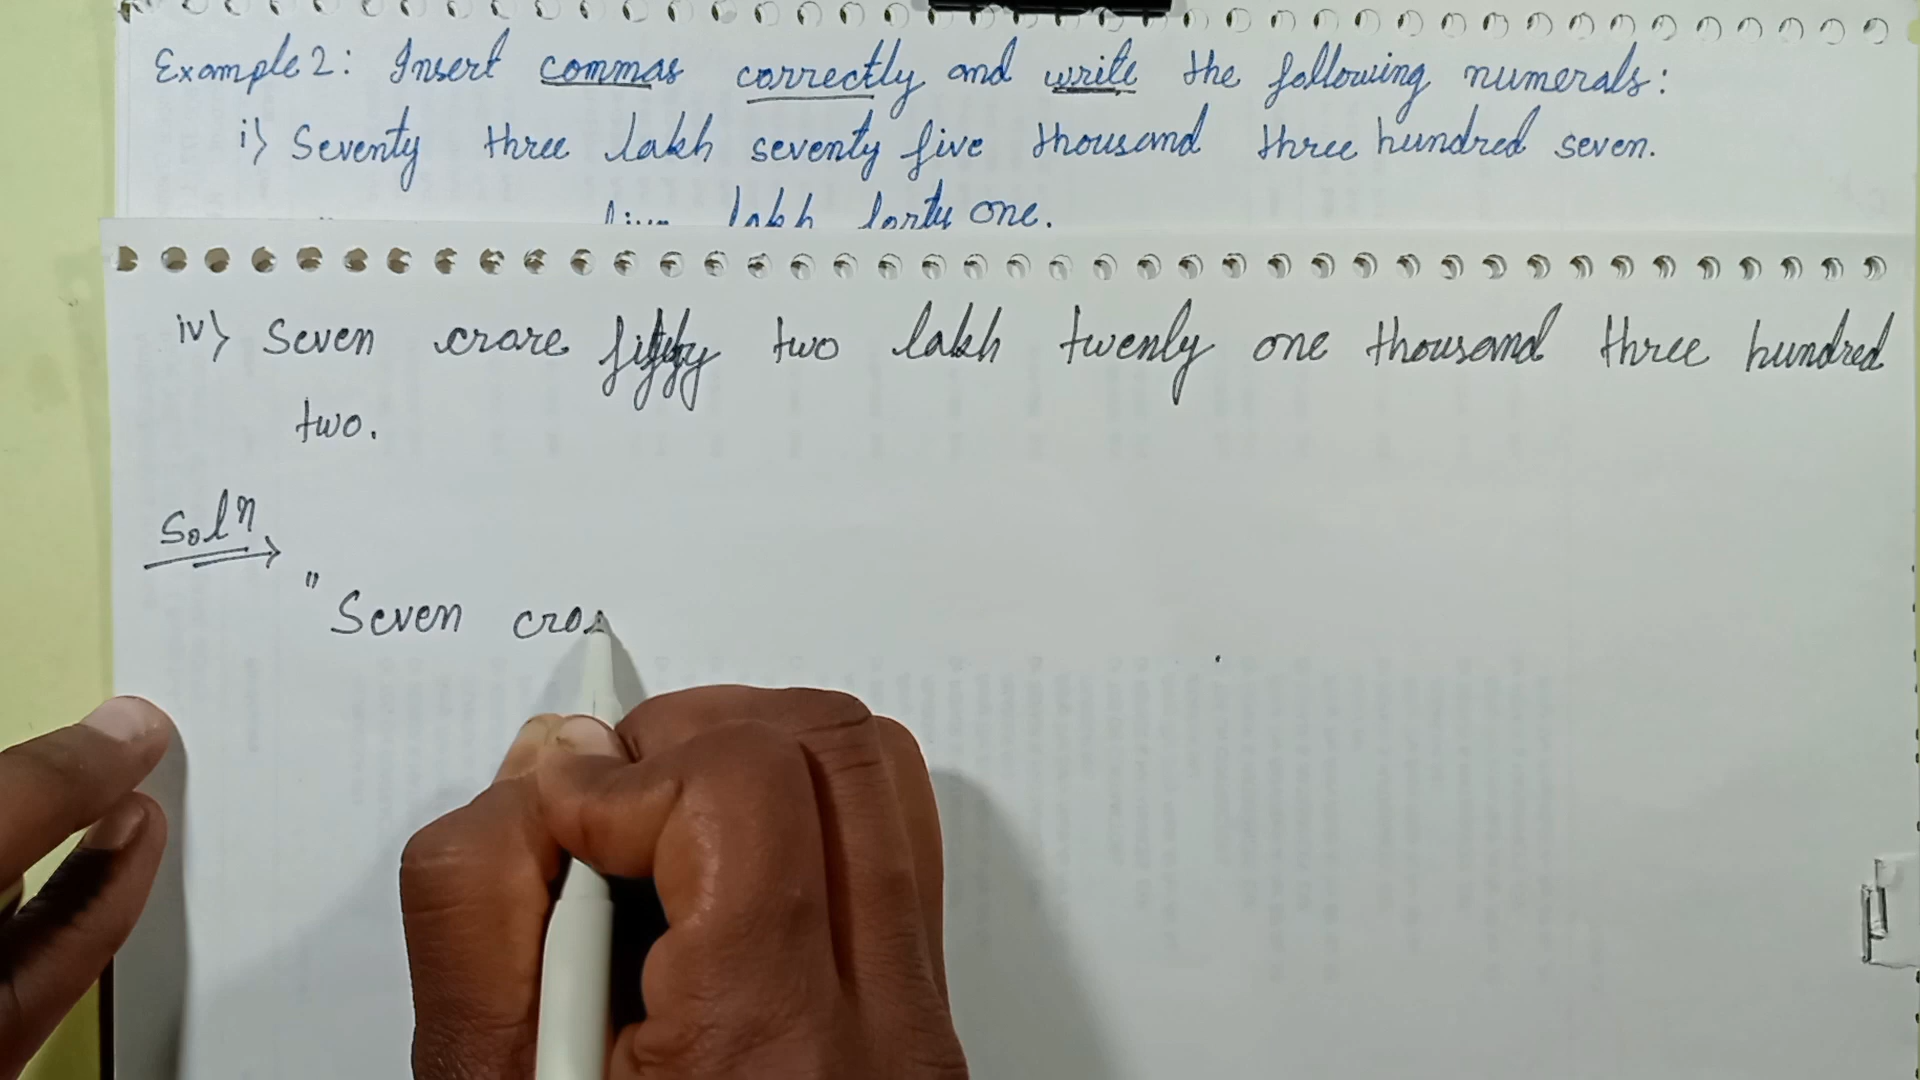 Example 2: Insert commas correctly and write the following numerals:
i) Seventy three lakh seventy five thousand three hundred seven.
lakh forty one.
iv) Seven crore fifty two lakh twenty one thousand three hundred
two.
Solⁿ
"Seven cro